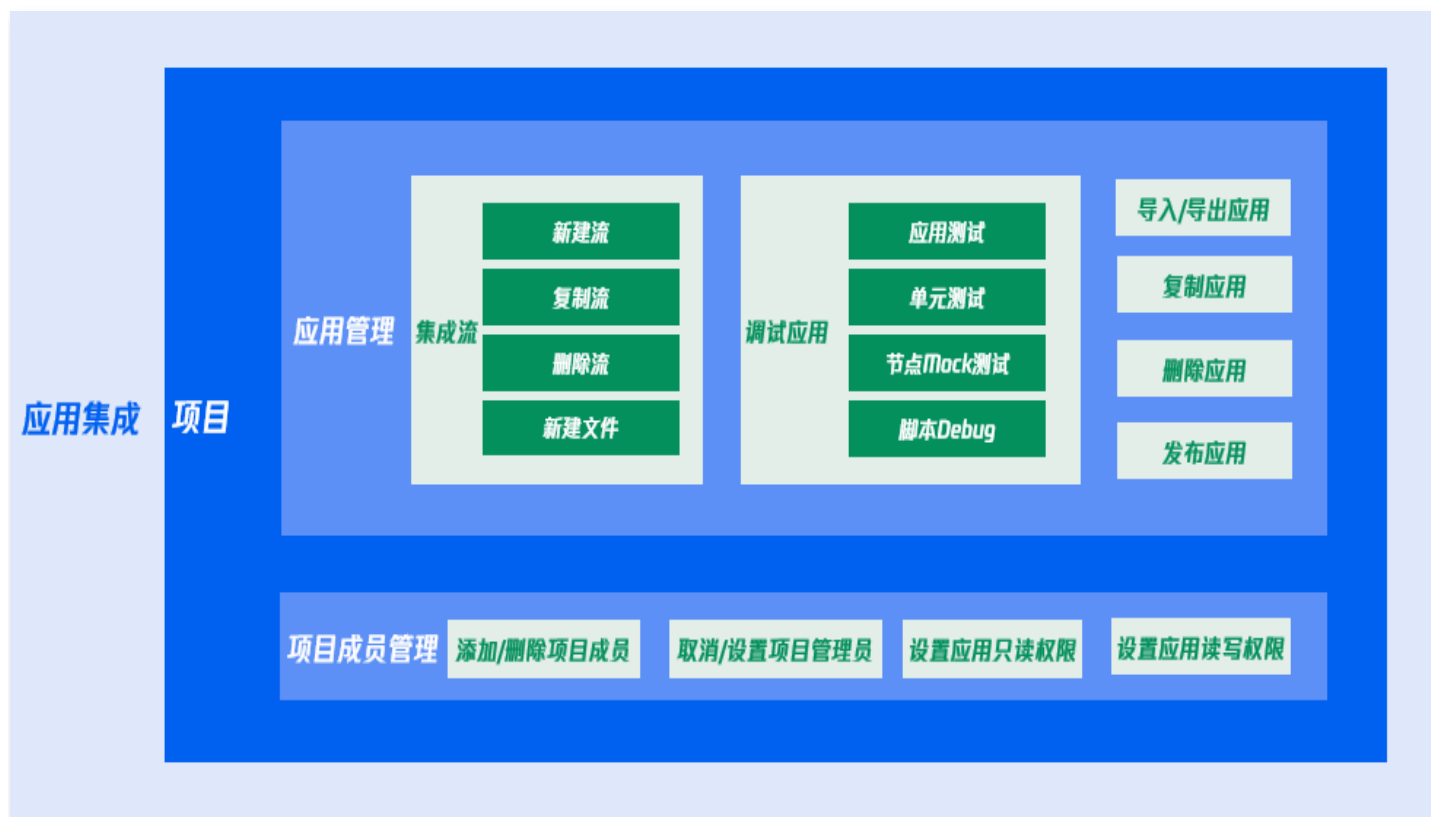 应用集成
项目
应用管理
集成流
新建流
复制流
删除流
新建文件
调试应用
应用测试
单元测试
节点Mock测试
脚本Debug
导入/导出应用
复制应用
删除应用
发布应用
项目成员管理
添加/删除项目成员
取消/设置项目管理员
设置应用只读权限
设置应用读写权限